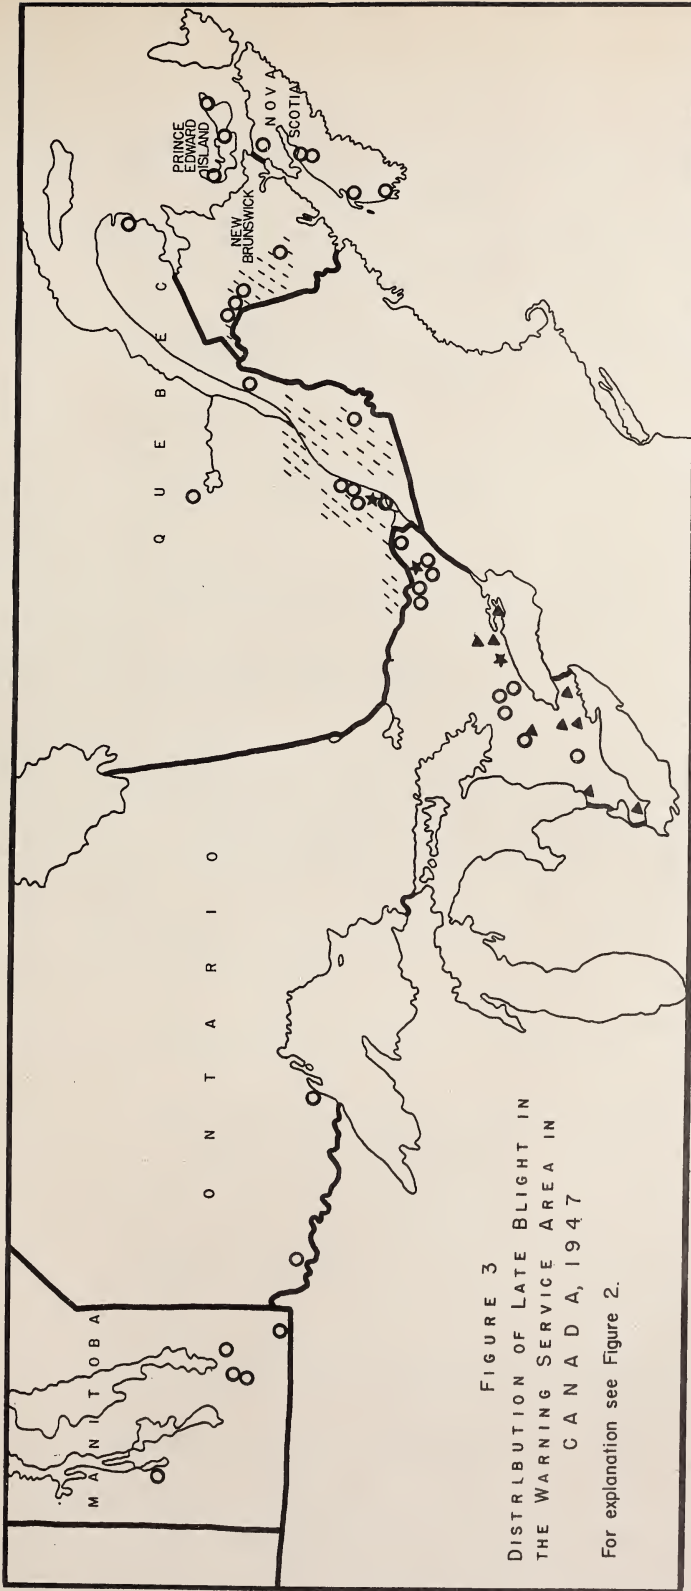 FIGURE 3
DISTRIBUTION OF LATE BLIGHT IN
THE WARNING SERVICE AREA IN
CANADA, 1947
For explanation see Figure 2.
MANITOBA
ONTARIO
QUEBEC
NEW
BRUNSWICK
PRINCE
EDWARD
ISLAND
NOVA
SCOTIA